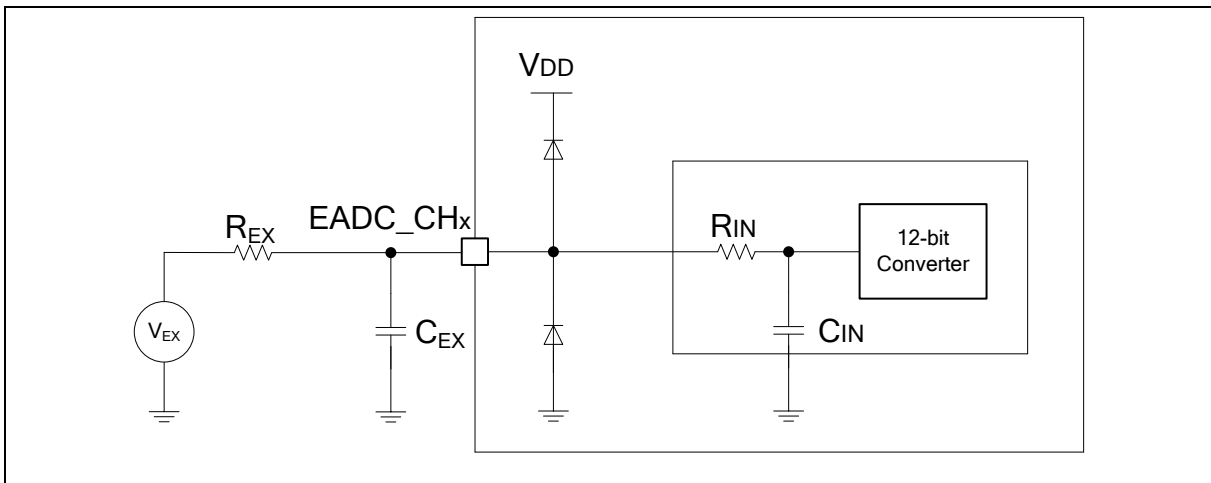 VDD
EADC_CHx
REX
RIN
12-bit
Converter
VEX
CEX
CIN